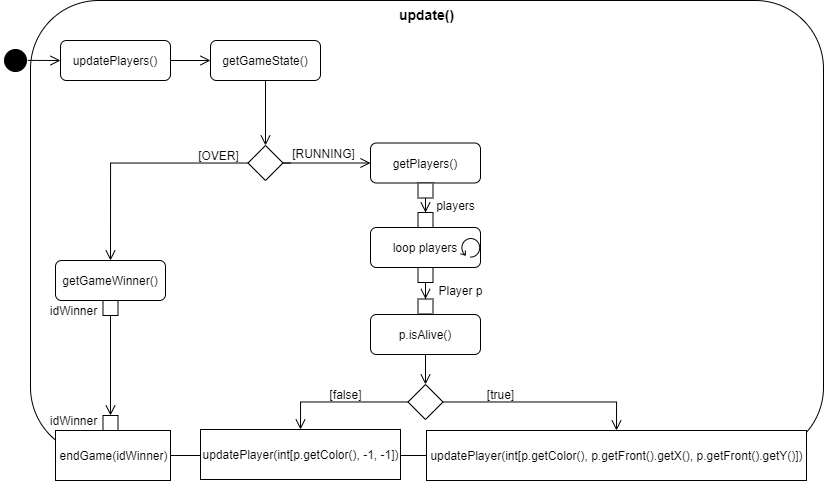 update()
updatePlayers()
getGameState()
[OVER]
[RUNNING]
getPlayers()
players
loop players
getGameWinner()
idWinner
Player p
p.isAlive()
[false]
[true]
idWinner
endGame(idWinner)
updatePlayer(int[p.getColor(), -1, -1])
updatePlayer(int[p.getColor(), p.getFront().getX(), p.getFront().getY()])